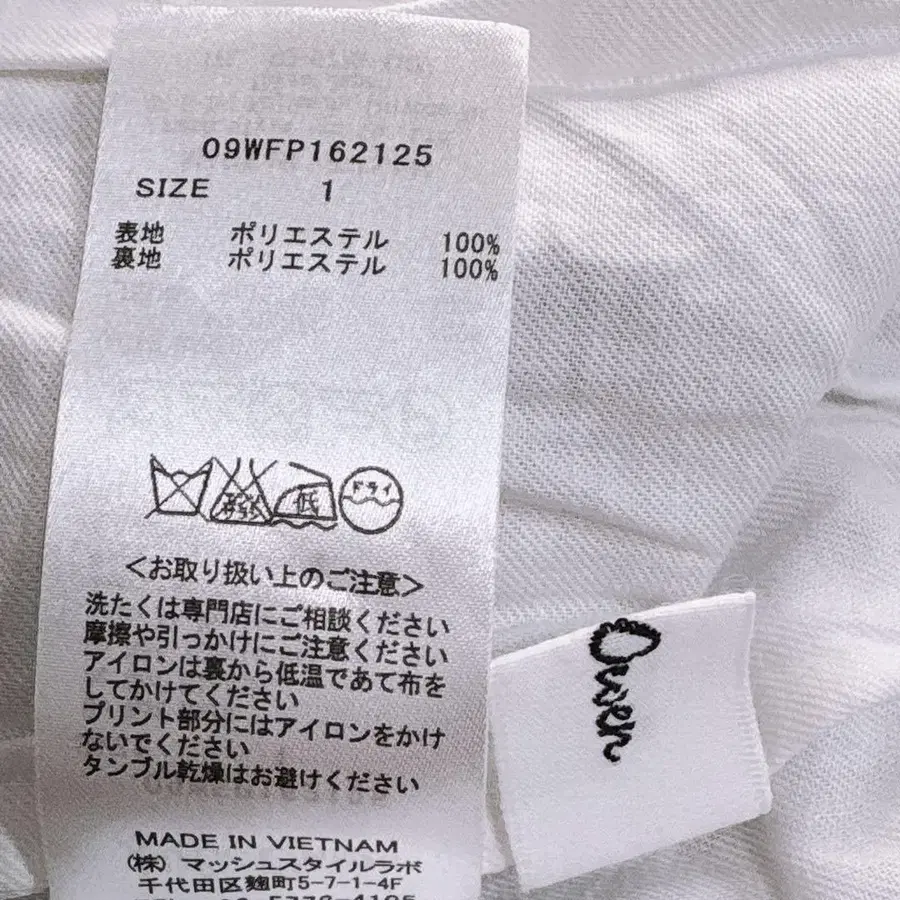 09WFP162125
SIZE 1
表地 ポリエステル 100%
裏地 ポリエステル 100%
低 ドライ
<お取り扱い上のご注意>
洗たくは専門店にご相談ください
摩擦や引っかけにご注意ください
アイロンは裏から低温であて布を
してかけてください
プリント部分にはアイロンをかけ
ないでください
タンブル乾燥はお避けください
MADE IN VIETNAM
(株) マッシュスタイルラボ
千代田区麹町5-7-1-4F
Owen